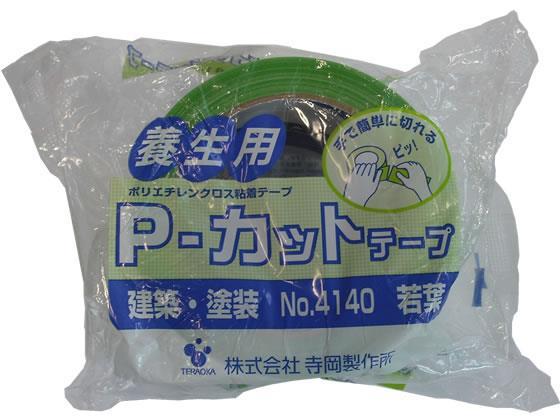 養生用
手で簡単に切れる
ピッ!
ポリエチレンクロス粘着テープ
P-カットテープ
建築・塗装 No.4140 若葉
TERAOKA 株式会社 寺岡製作所